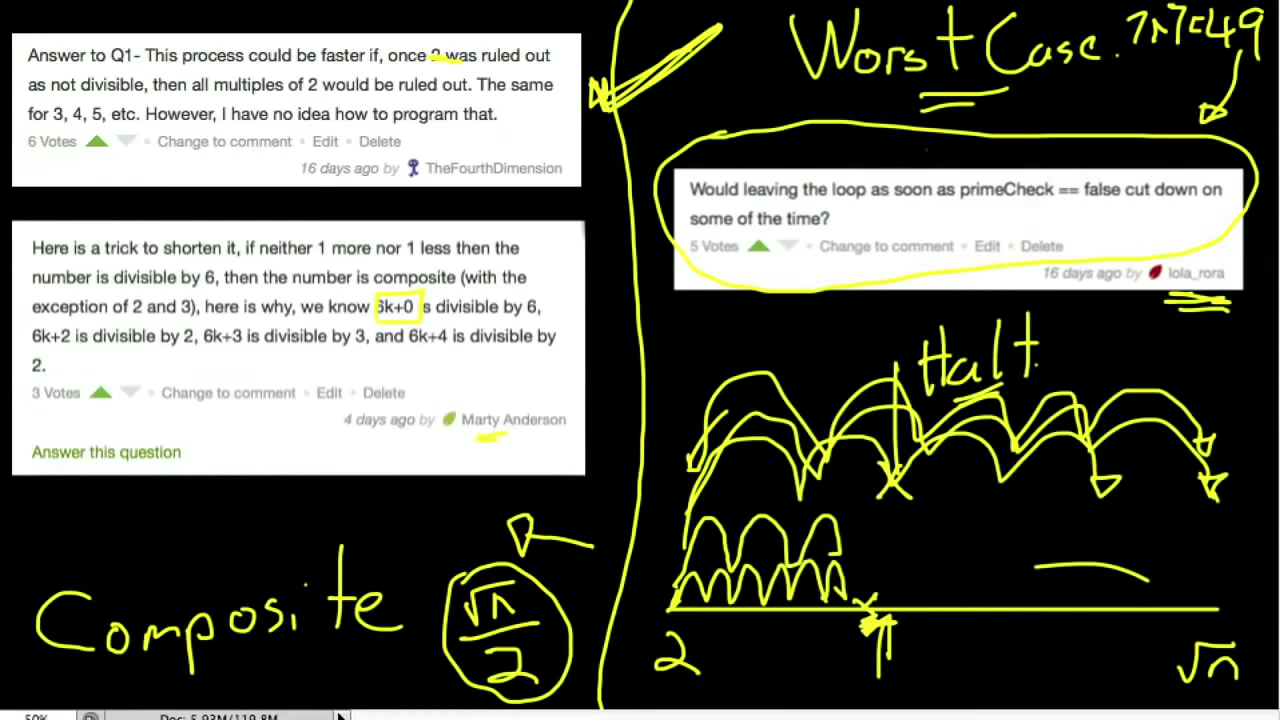 Answer to Q1- This process could be faster if, once 2 was ruled out
as not divisible, then all multiples of 2 would be ruled out. The same
for 3, 4, 5, etc. However, I have no idea how to program that.
6 Votes • Change to comment • Edit • Delete
16 days ago by TheFourthDimension
Here is a trick to shorten it, if neither 1 more nor 1 less then the
number is divisible by 6, then the number is composite (with the
exception of 2 and 3), here is why, we know 6k+0 is divisible by 6,
6k+2 is divisible by 2, 6k+3 is divisible by 3, and 6k+4 is divisible by
2.
3 Votes • Change to comment • Edit • Delete
4 days ago by Marty Anderson
Answer this question
Composite √n
2
Worst Case. 7x7=49
Would leaving the loop as soon as primeCheck == false cut down on
some of the time?
5 Votes • Change to comment • Edit • Delete
16 days ago by lola_rora
Halt.
2 √n
50% Doc: 5.93M/119.8M